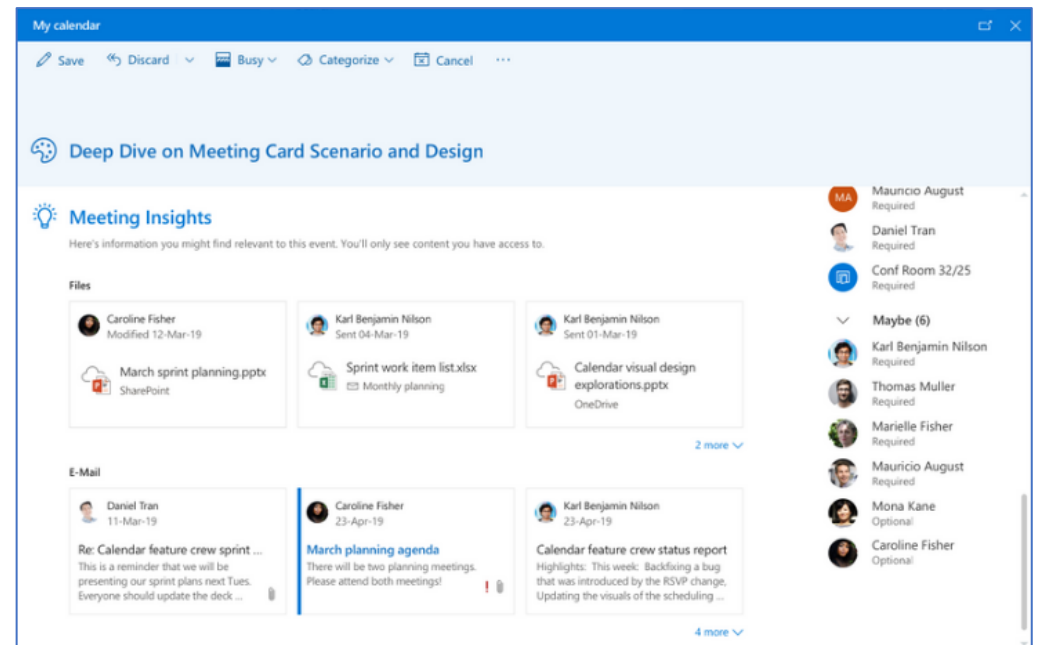 My calendar
Save Discard Busy Categorize Cancel ...
Deep Dive on Meeting Card Scenario and Design
Meeting Insights
Here's information you might find relevant to this event. You'll only see content you have access to.
Files
Caroline Fisher
Modified 12-Mar-19
March sprint planning.pptx
SharePoint
Karl Benjamin Nilson
Sent 04-Mar-19
Sprint work item list.xlsx
Monthly planning
Karl Benjamin Nilson
Sent 01-Mar-19
Calendar visual design
explorations.pptx
OneDrive
2 more
E-Mail
Daniel Tran
11-Mar-19
Re: Calendar feature crew sprint ...
This is a reminder that we will be
presenting our sprint plans next Tues.
Everyone should update the deck ...
Caroline Fisher
23-Apr-19
March planning agenda
There will be two planning meetings.
Please attend both meetings!
!
Karl Benjamin Nilson
23-Apr-19
Calendar feature crew status report
Highlights: This week: Backfixing a bug
that was introduced by the RSVP change,
Updating the visuals of the scheduling ...
4 more
MA
Mauricio August
Required
Daniel Tran
Required
Conf Room 32/25
Required
Maybe (6)
Karl Benjamin Nilson
Required
Thomas Muller
Required
Marielle Fisher
Required
Mauricio August
Required
Mona Kane
Optional
Caroline Fisher
Optional